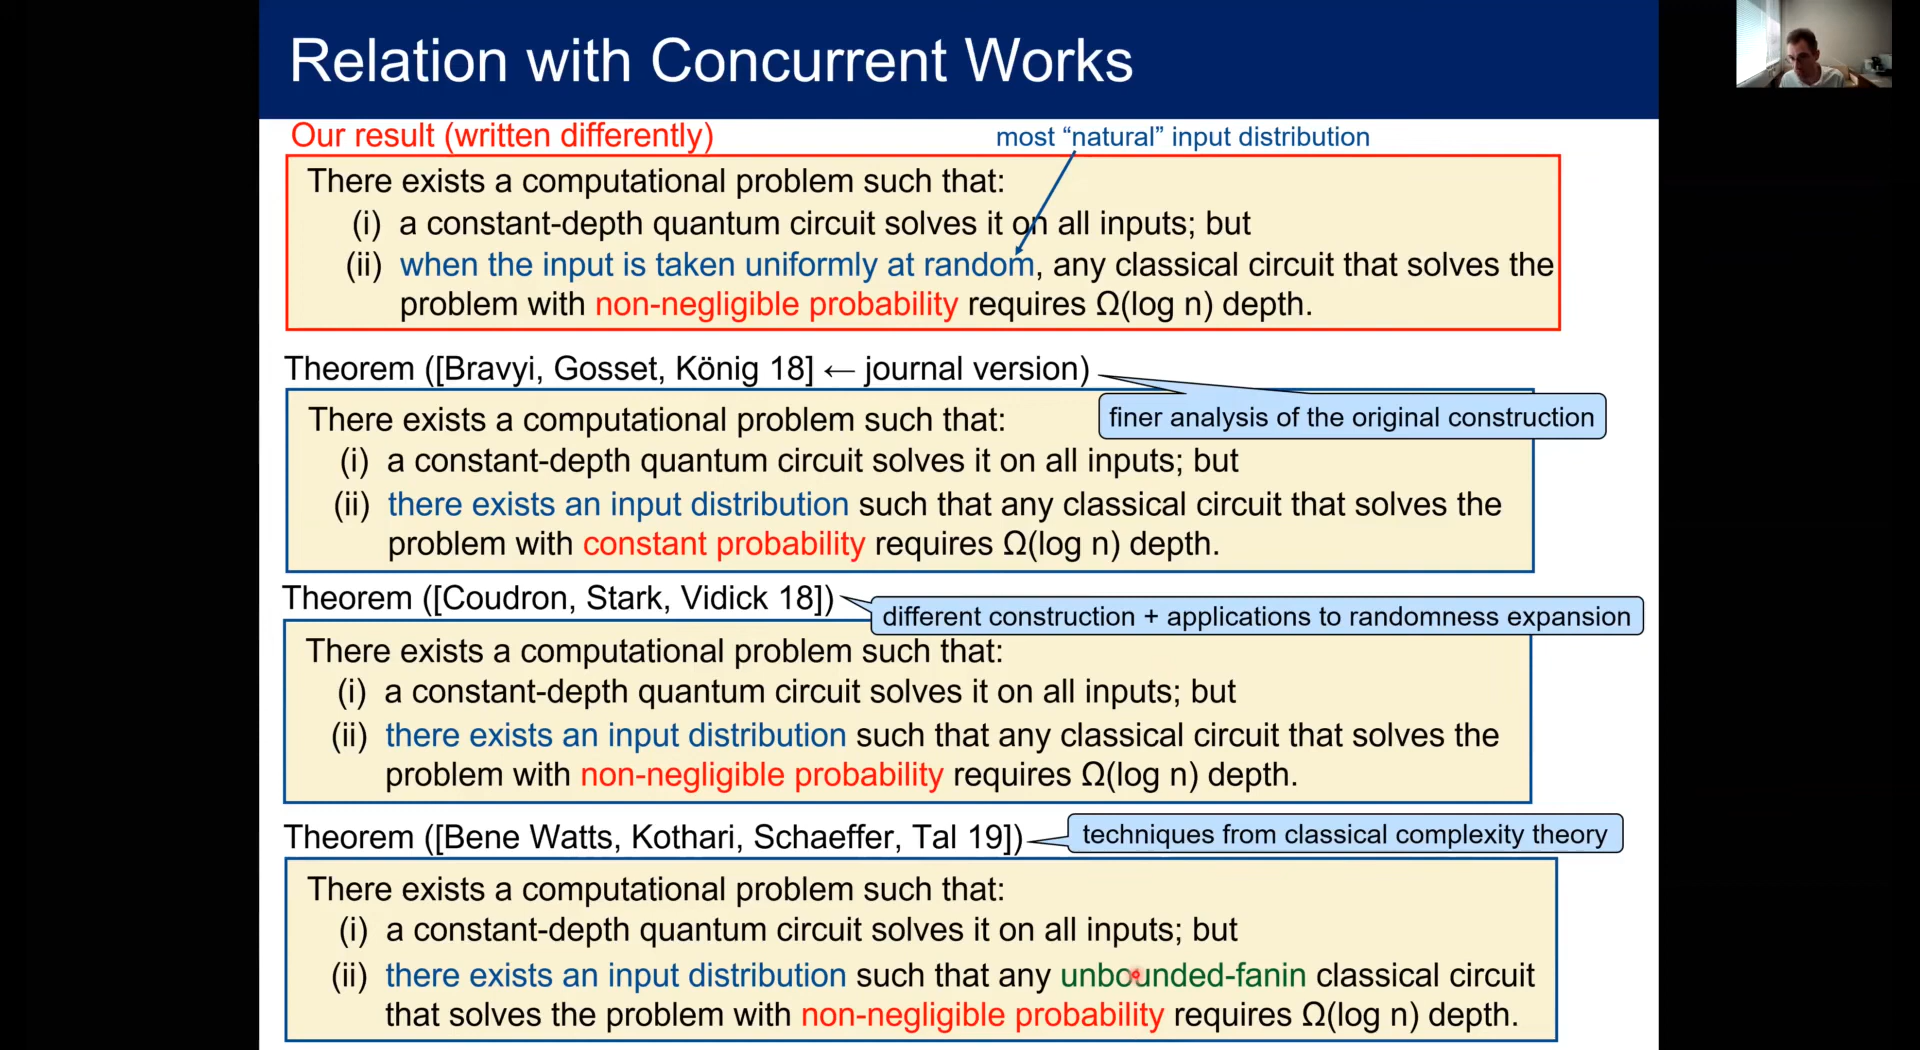 Relation with Concurrent Works
Our result (written differently)
most “natural” input distribution
There exists a computational problem such that:
(i) a constant-depth quantum circuit solves it on all inputs; but
(ii) when the input is taken uniformly at random, any classical circuit that solves the
problem with non-negligible probability requires Ω(log n) depth.
Theorem ([Bravyi, Gosset, König 18] ← journal version)
finer analysis of the original construction
There exists a computational problem such that:
(i) a constant-depth quantum circuit solves it on all inputs; but
(ii) there exists an input distribution such that any classical circuit that solves the
problem with constant probability requires Ω(log n) depth.
Theorem ([Coudron, Stark, Vidick 18])
different construction + applications to randomness expansion
There exists a computational problem such that:
(i) a constant-depth quantum circuit solves it on all inputs; but
(ii) there exists an input distribution such that any classical circuit that solves the
problem with non-negligible probability requires Ω(log n) depth.
Theorem ([Bene Watts, Kothari, Schaeffer, Tal 19])
techniques from classical complexity theory
There exists a computational problem such that:
(i) a constant-depth quantum circuit solves it on all inputs; but
(ii) there exists an input distribution such that any unbounded-fanin classical circuit
that solves the problem with non-negligible probability requires Ω(log n) depth.